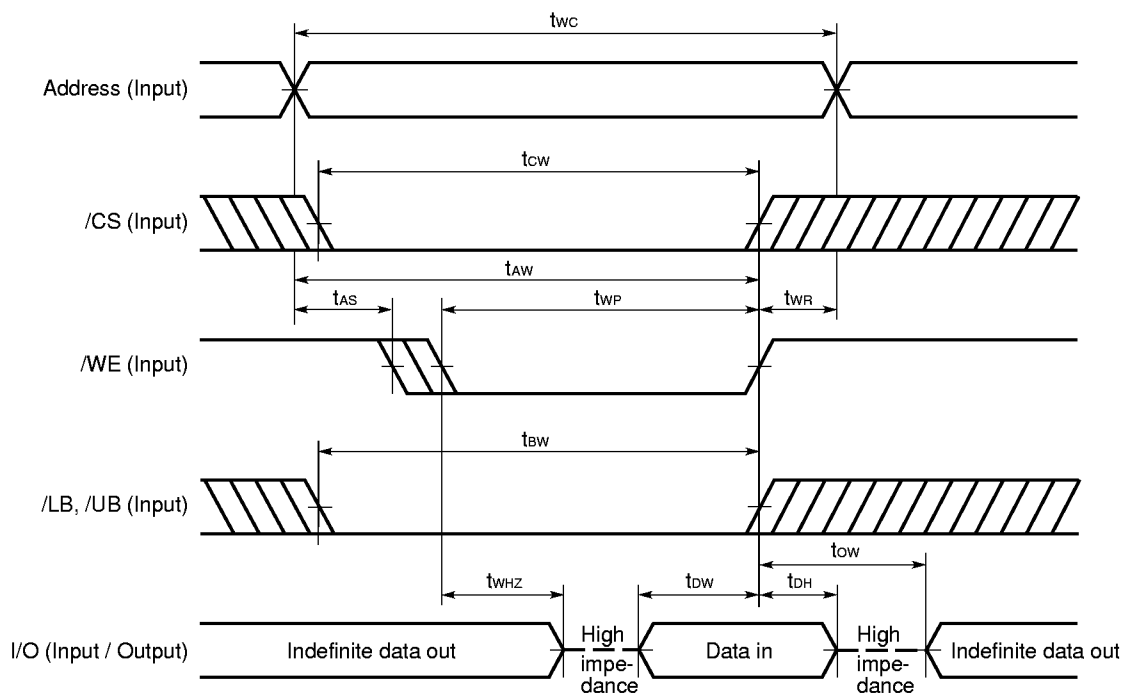 tWC
Address (Input)
tCW
/CS (Input)
tAW
tAS
tWP
tWR
/WE (Input)
tBW
/LB, /UB (Input)
tOW
tWHZ
tDW
tDH
I/O (Input / Output)
Indefinite data out
High
impe-
dance
Data in
High
impe-
dance
Indefinite data out